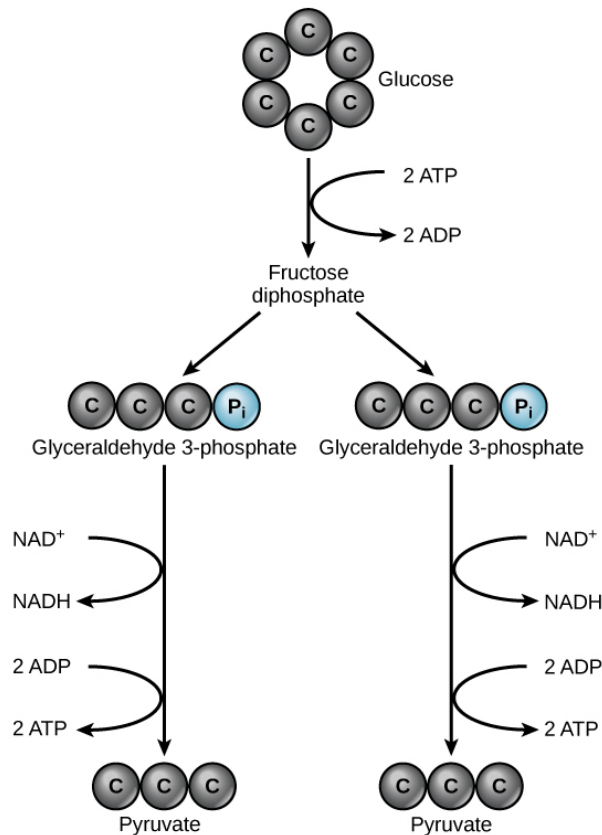 C
C
C
C
C
C
Glucose
2 ATP
2 ADP
Fructose
diphosphate
C C C Pi
C C C Pi
Glyceraldehyde 3-phosphate
Glyceraldehyde 3-phosphate
NAD+
NADH
2 ADP
2 ATP
NAD+
NADH
2 ADP
2 ATP
C C C
Pyruvate
C C C
Pyruvate